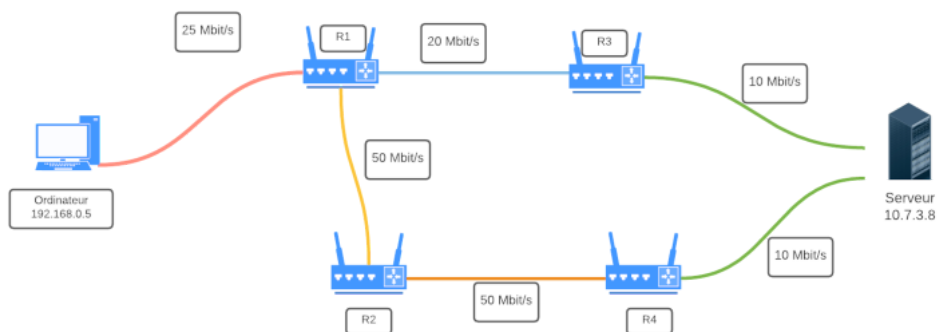 25 Mbit/s
R1
20 Mbit/s
R3
10 Mbit/s
50 Mbit/s
Ordinateur
192.168.0.5
Serveur
10.7.3.8
10 Mbit/s
50 Mbit/s
R2
R4